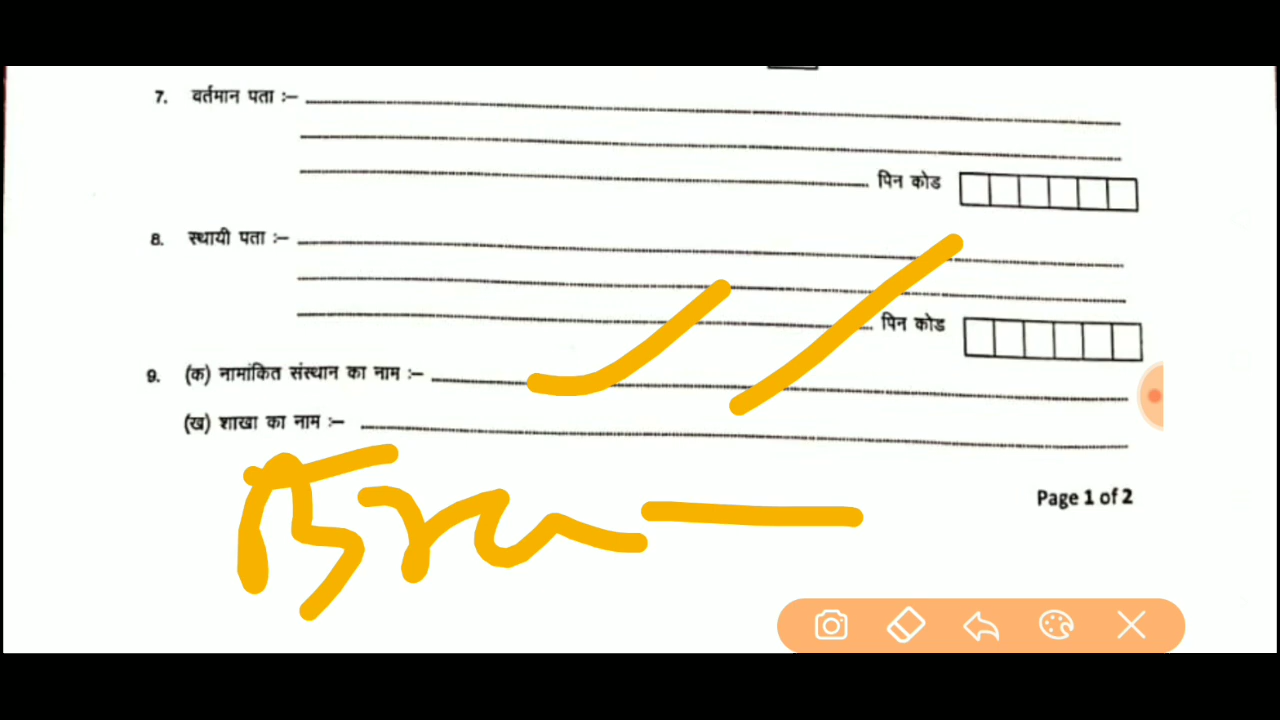 7. वर्तमान पता :–
पिन कोड
8. स्थायी पता :–
पिन कोड
9. (क) नामांकित संस्थान का नाम :–
(ख) शाखा का नाम :–
Page 1 of 2